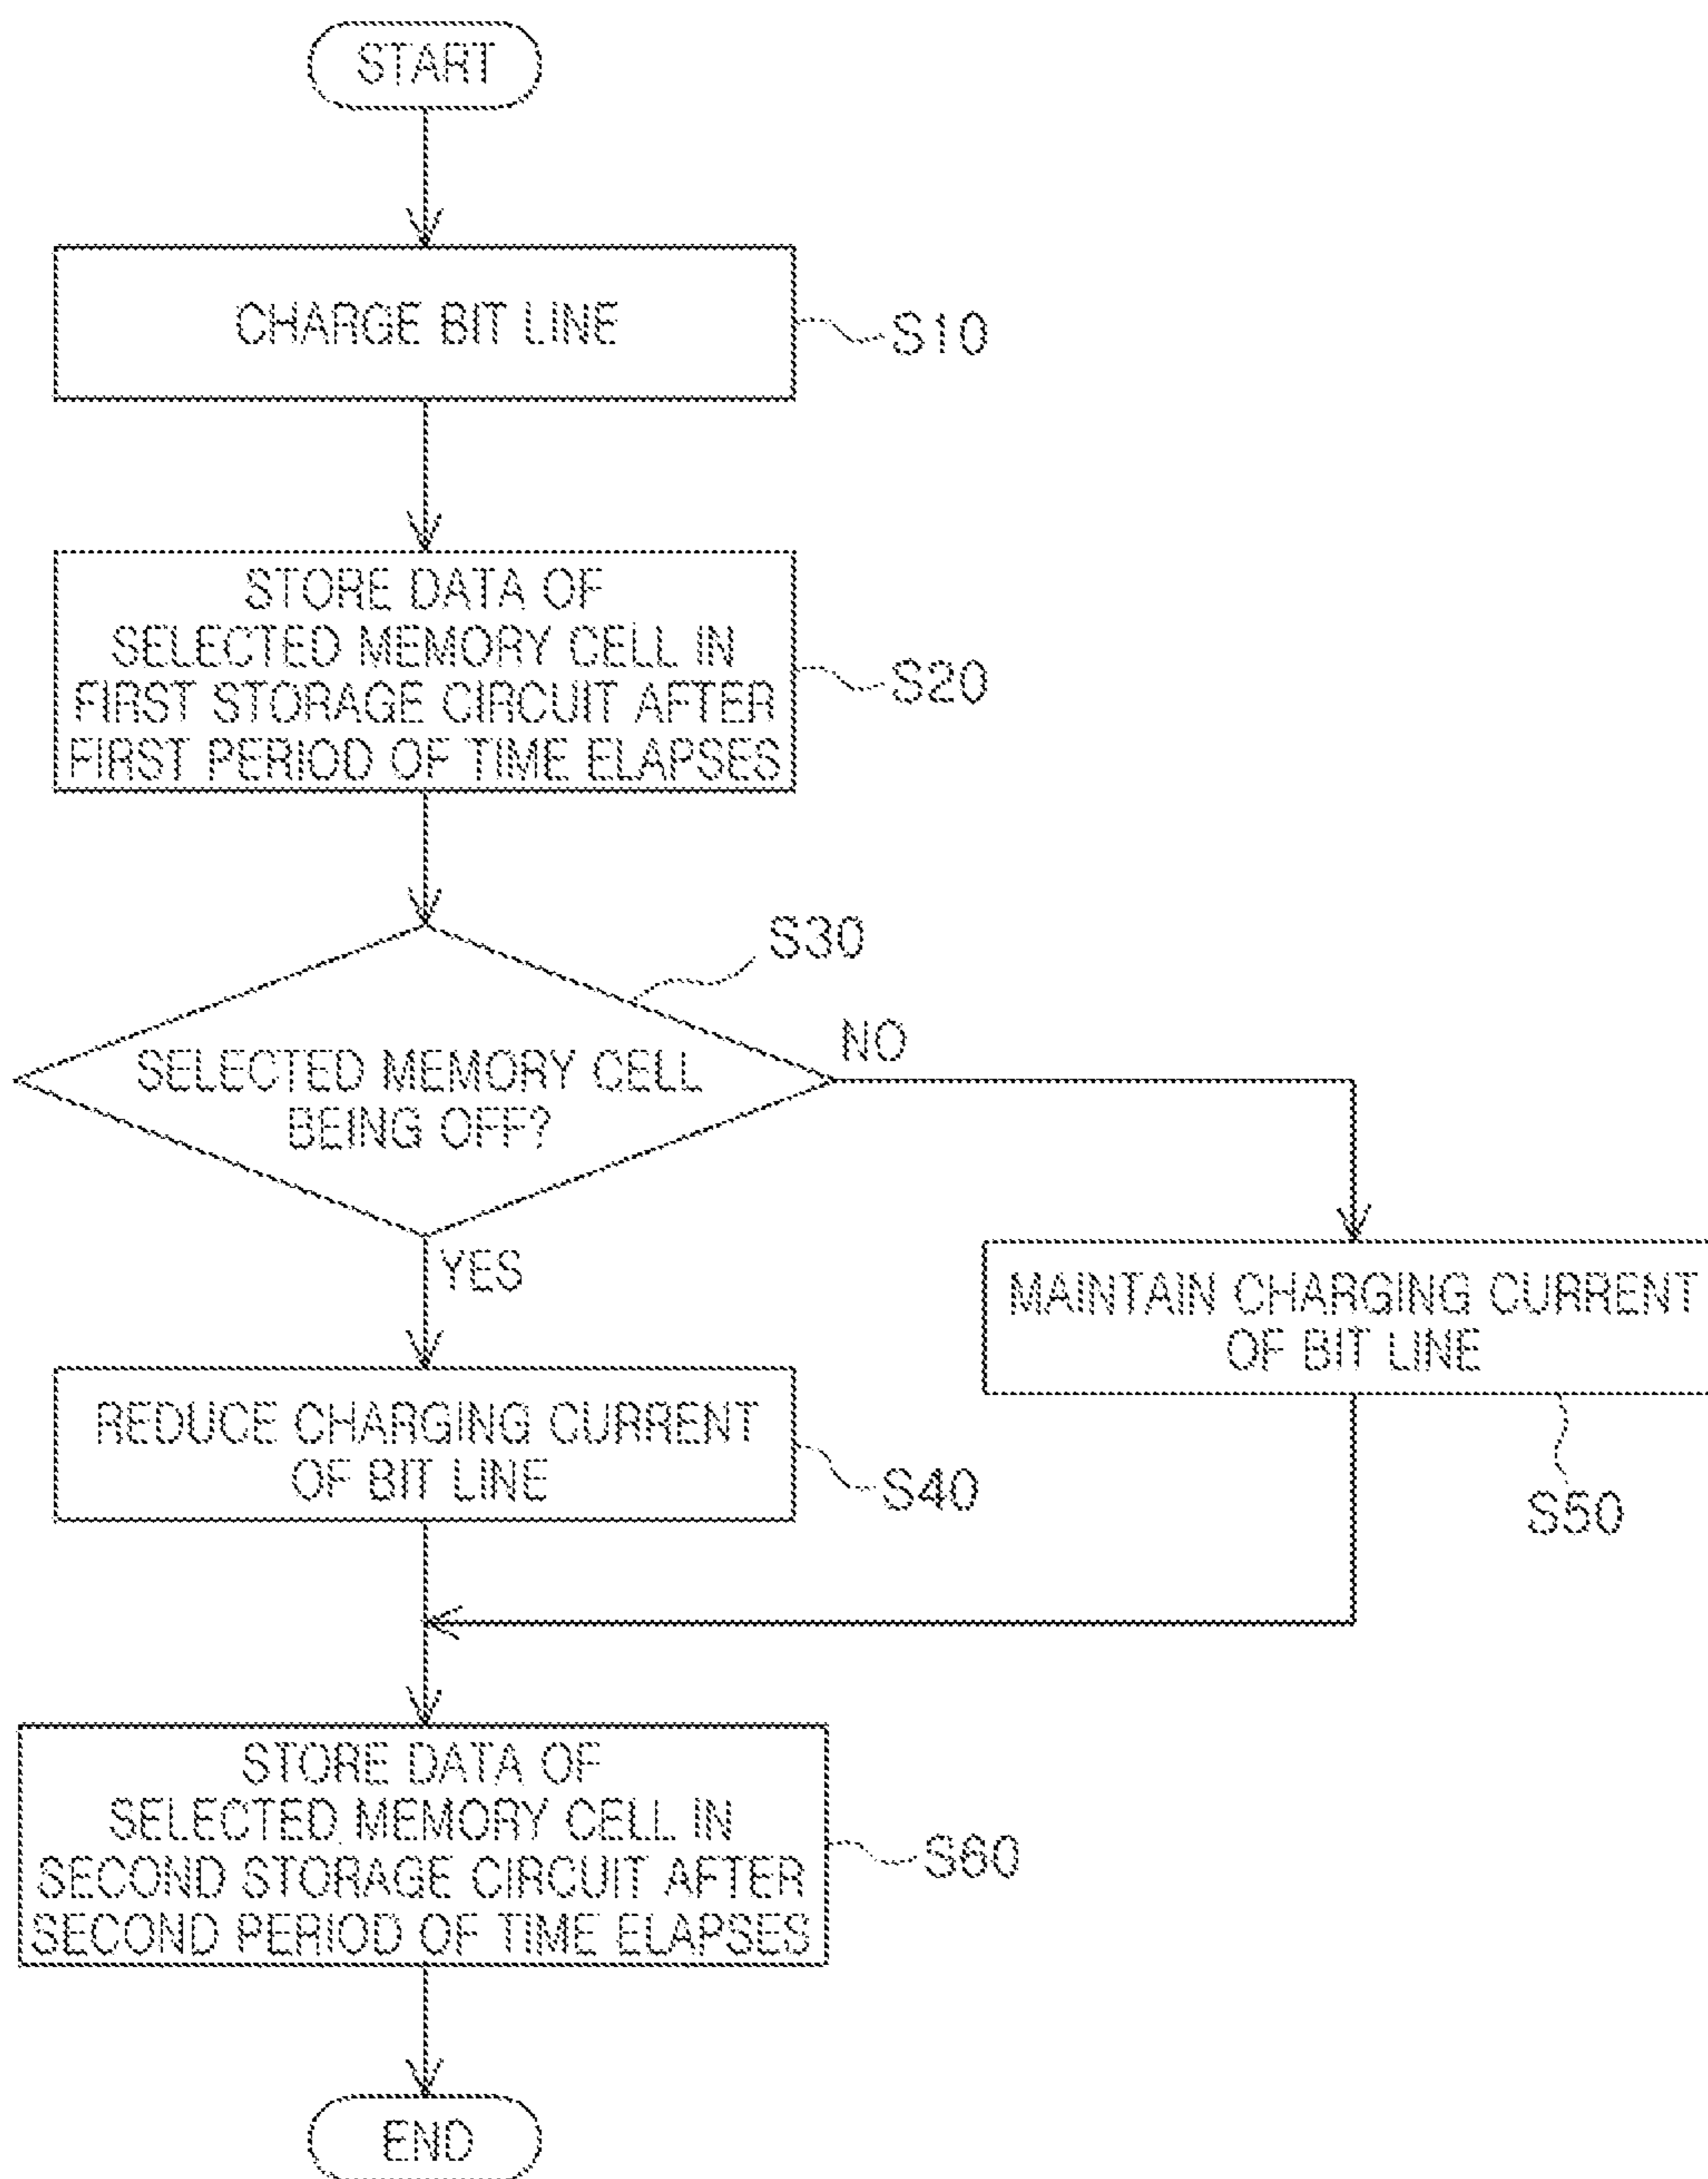 START
CHARGE BIT LINE
S10
STORE DATA OF
SELECTED MEMORY CELL IN
FIRST STORAGE CIRCUIT AFTER
FIRST PERIOD OF TIME ELAPSES
S20
S30
SELECTED MEMORY CELL
BEING OFF?
NO
YES
MAINTAIN CHARGING CURRENT
OF BIT LINE
S50
REDUCE CHARGING CURRENT
OF BIT LINE
S40
STORE DATA OF
SELECTED MEMORY CELL IN
SECOND STORAGE CIRCUIT AFTER
SECOND PERIOD OF TIME ELAPSES
S60
END